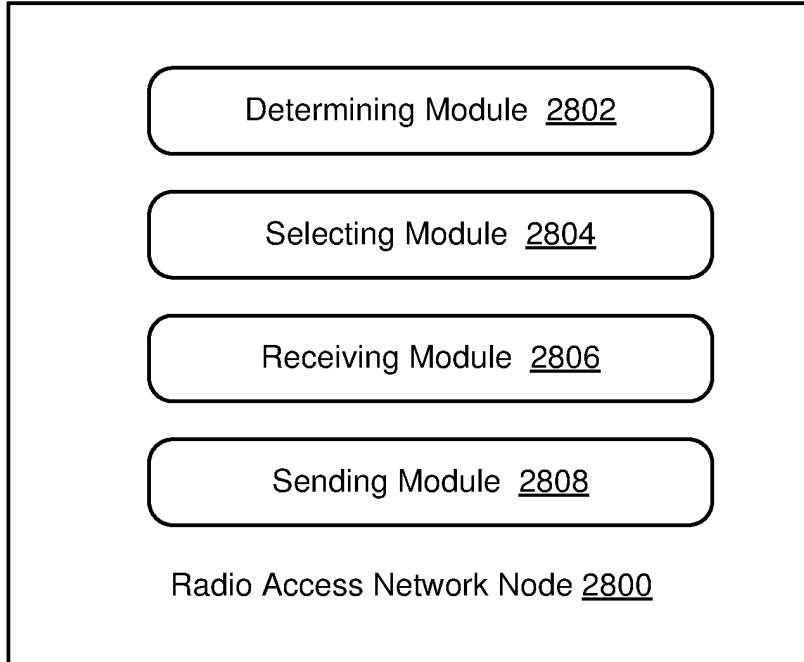 Determining Module 2802
Selecting Module 2804
Receiving Module 2806
Sending Module 2808
Radio Access Network Node 2800